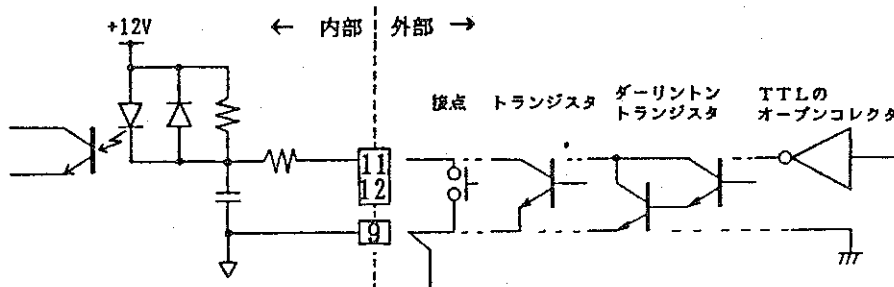 +12V
← 内部
外部 →
接点
トランジスタ
ダーリントン
トランジスタ
TTLの
オープンコレクタ
11
12
9